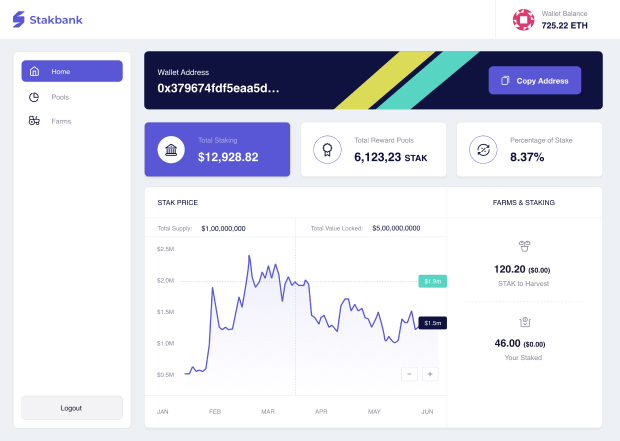 Stakbank
Wallet Balance
725.22 ETH
Home
Pools
Farms
Logout
Wallet Address
0x379674fdf5eaa5d...
Copy Address
Total Staking
$12,928.82
Total Reward Pools
6,123,23 STAK
Percentage of Stake
8.37%
STAK PRICE
Total Supply: $1,00,000,000
Total Value Locked: $5,00,000,0000
$2.5M
$2.0M
$1.5M
$1.0M
$0.5M
$1.9m
$1.5m
− +
JAN FEB MAR APR MAY JUN
FARMS & STAKING
120.20 ($0.00)
STAK to Harvest
46.00 ($0.00)
Your Staked